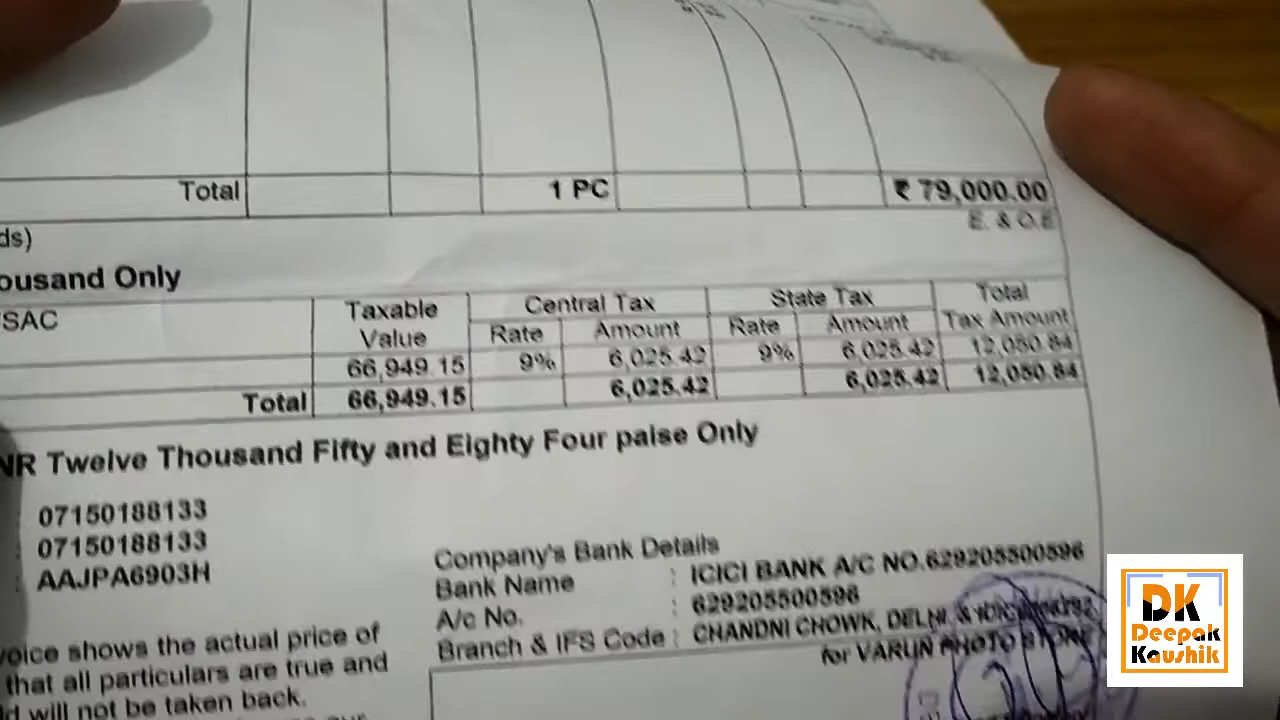 Total 1 PC ₹ 79,000.00
E. & O.E
ds)
ousand Only
SAC Taxable Value Central Tax State Tax Total Tax Amount
Rate Amount Rate Amount
66,949.15 9% 6,025.42 9% 6,025.42 12,050.84
Total 66,949.15 6,025.42 6,025.42 12,050.84
NR Twelve Thousand Fifty and Eighty Four paise Only
07150188133
: 07150188133
: AAJPA6903H
Company's Bank Details
Bank Name : ICICI BANK A/C NO.629205500596
A/c No. : 629205500596
Branch & IFS Code : CHANDNI CHOWK, DELHI &
for VARUN PHOTO STORE
voice shows the actual price of
that all particulars are true and
d will not be taken back.
DK
Deepak
Kaushik